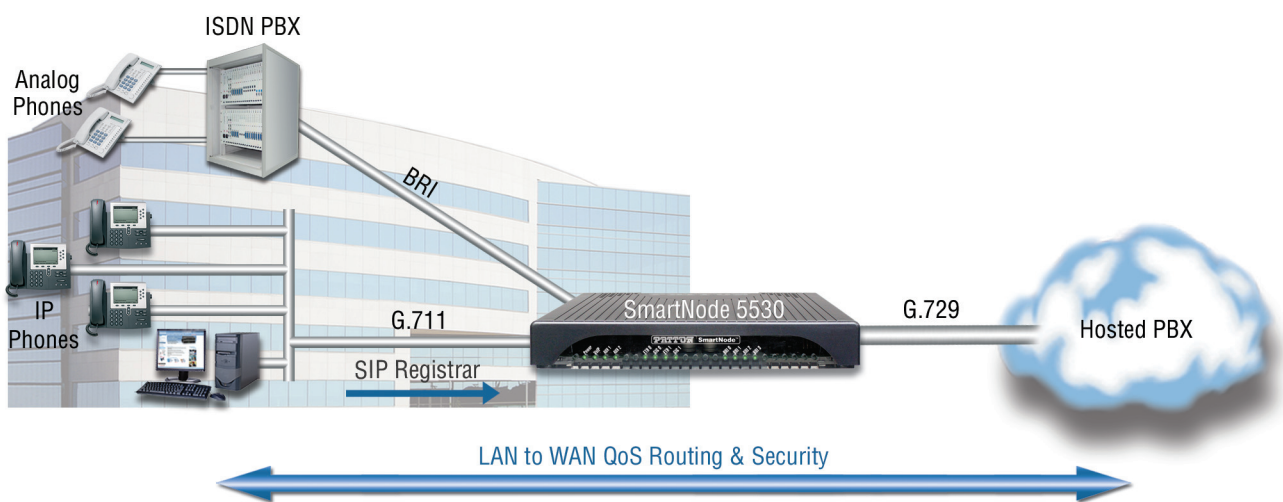 ISDN PBX
Analog
Phones
BRI
IP
Phones
G.711
SIP Registrar
SmartNode 5530
PATTON SmartNode
G.729
Hosted PBX
LAN to WAN QoS Routing & Security